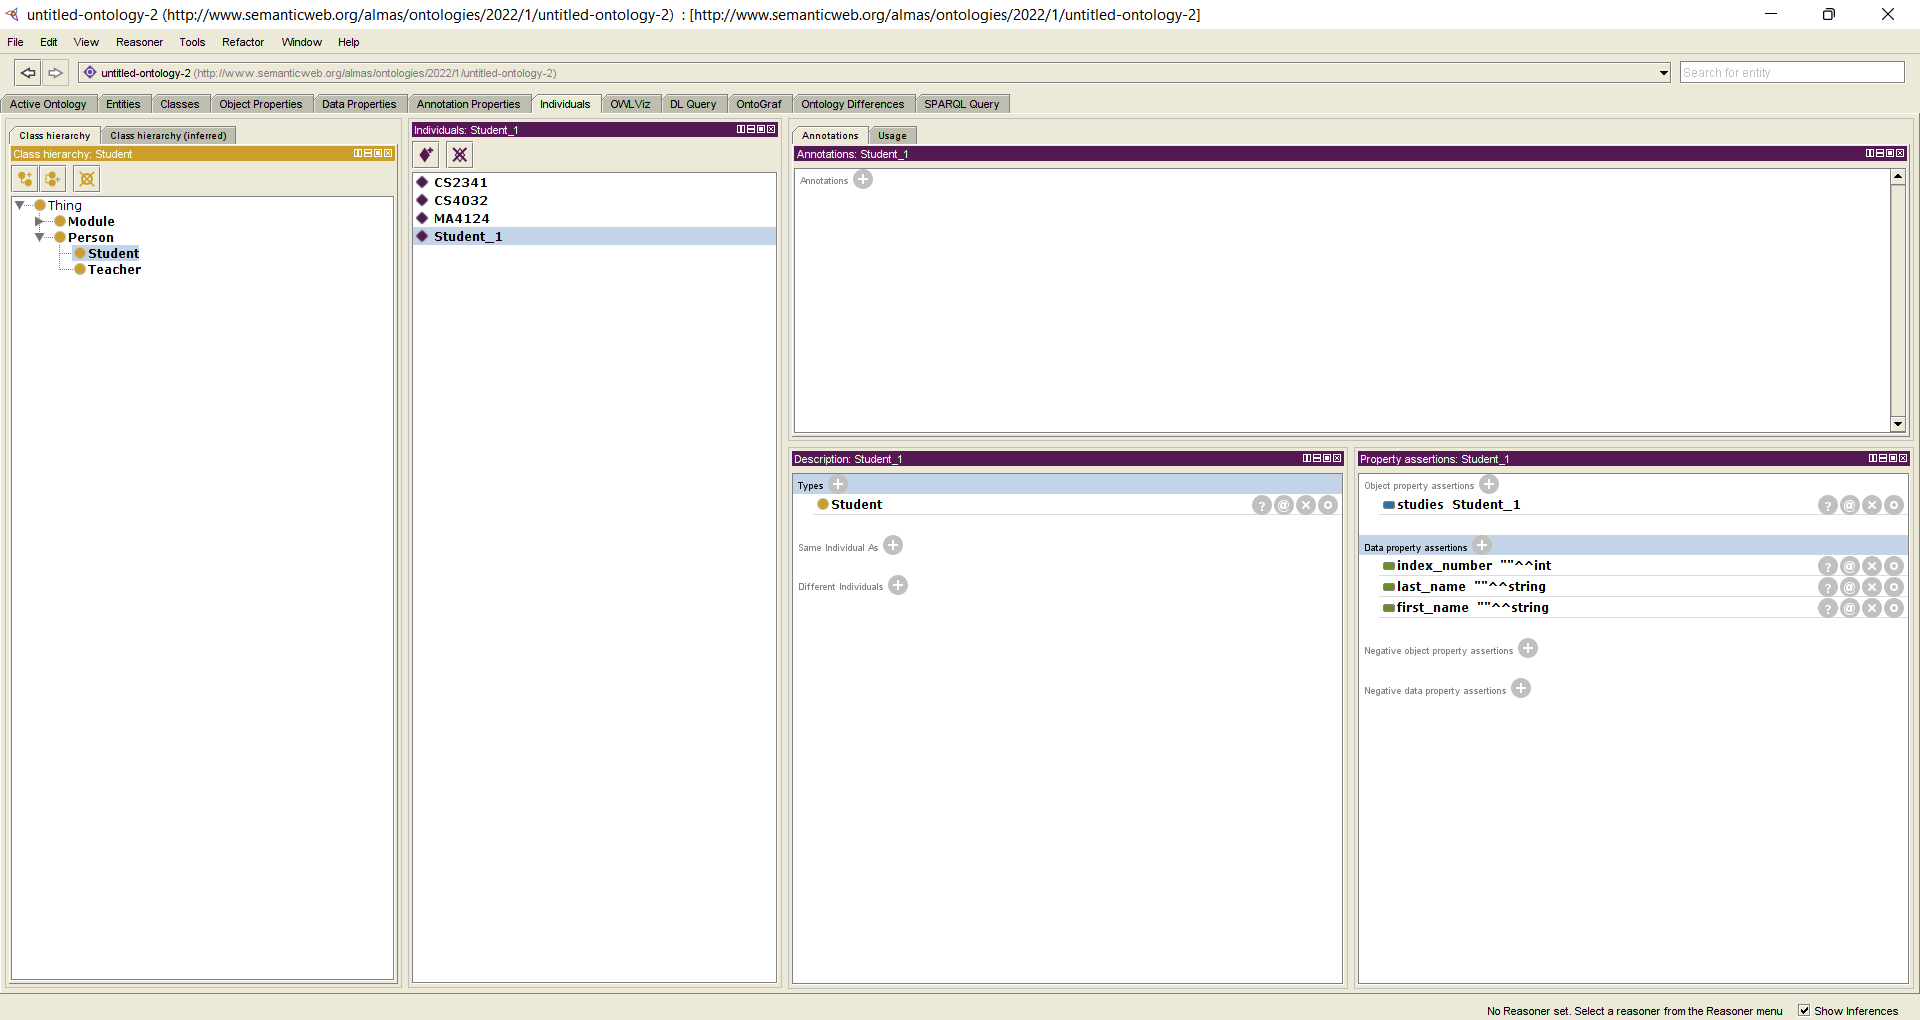 untitled-ontology-2 (http://www.semanticweb.org/almas/ontologies/2022/1/untitled-ontology-2) : [http://www.semanticweb.org/almas/ontologies/2022/1/untitled-ontology-2]
File Edit View Reasoner Tools Refactor Window Help
untitled-ontology-2 (http://www.semanticweb.org/almas/ontologies/2022/1/untitled-ontology-2)
Search for entity
Active Ontology Entities Classes Object Properties Data Properties Annotation Properties Individuals OWLViz DL Query OntoGraf Ontology Differences SPARQL Query
Class hierarchy Class hierarchy (inferred)
Class hierarchy: Student
Thing
Module
Person
Student
Teacher
Individuals: Student_1
CS2341
CS4032
MA4124
Student_1
Annotations Usage
Annotations: Student_1
Annotations
Description: Student_1
Types
Student
Same Individual As
Different Individuals
Property assertions: Student_1
Object property assertions
studies Student_1
Data property assertions
index_number ""^^int
last_name ""^^string
first_name ""^^string
Negative object property assertions
Negative data property assertions
No Reasoner set. Select a reasoner from the Reasoner menu
Show Inferences